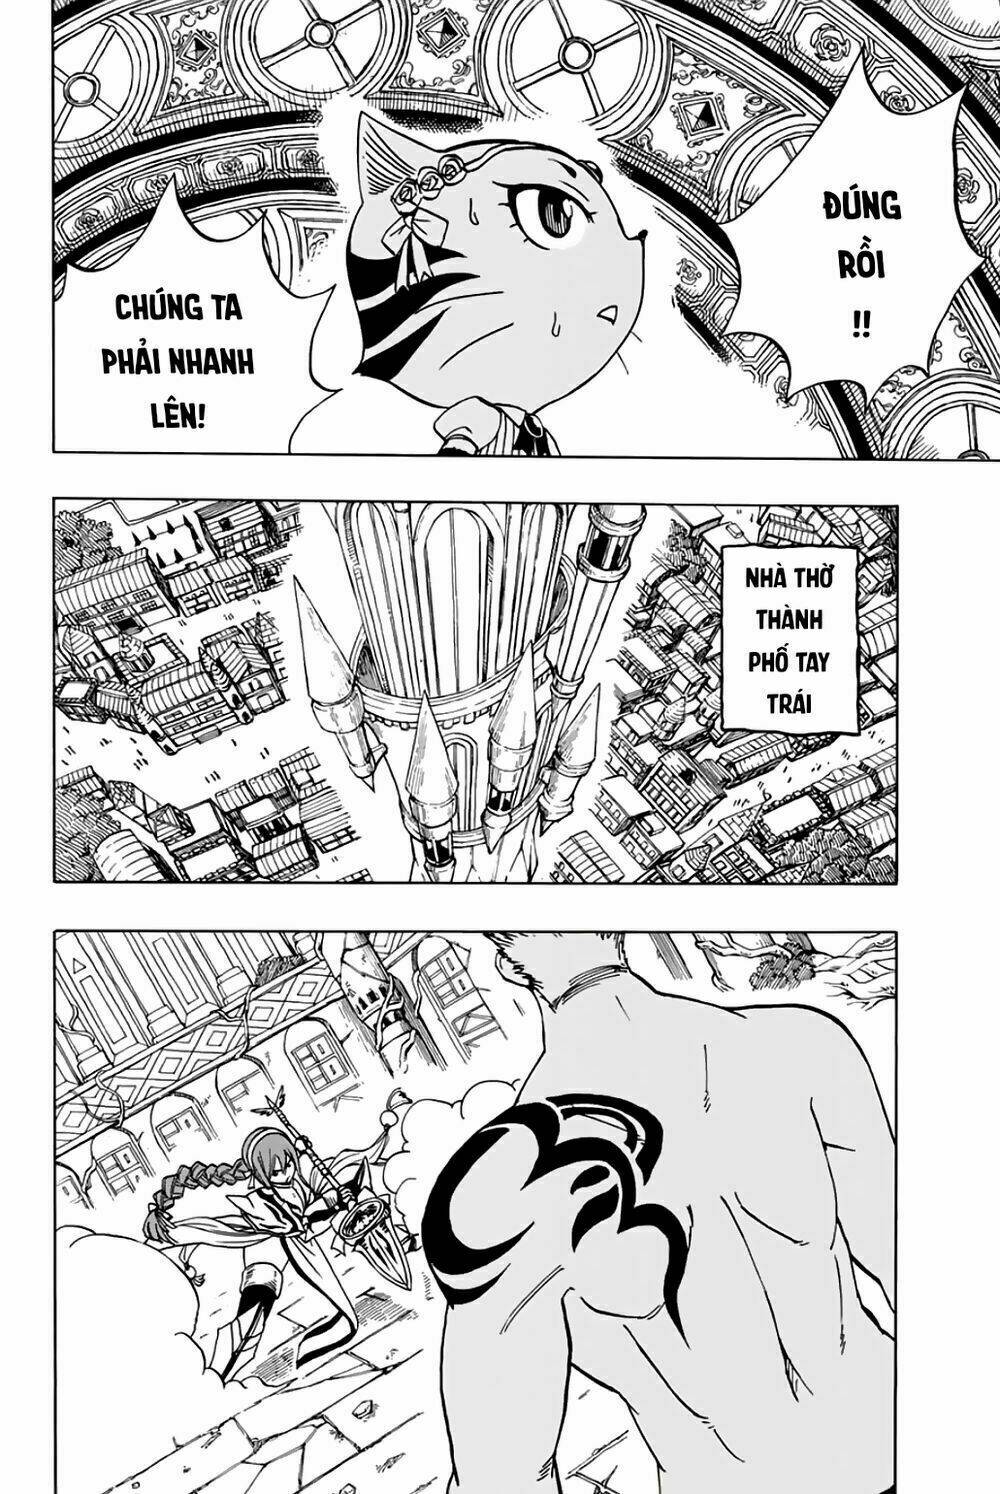 ĐÚNG
RỒI
!!
CHÚNG TA
PHẢI NHANH
LÊN!
NHÀ THỜ
THÀNH
PHỐ TAY
TRÁI